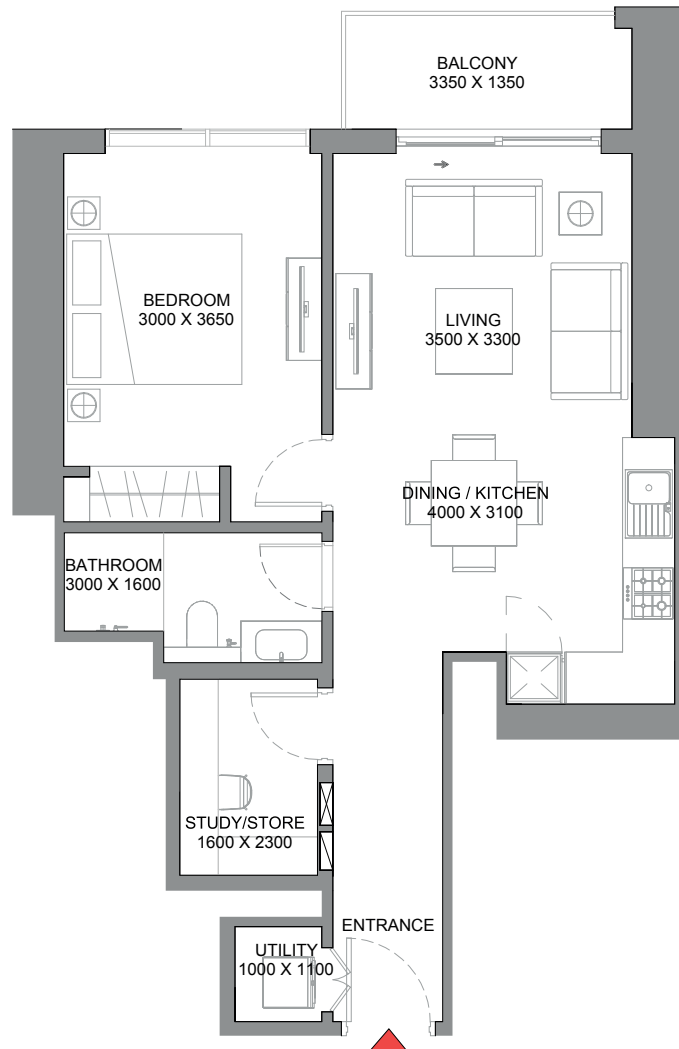 BALCONY
3350 X 1350
BEDROOM
3000 X 3650
LIVING
3500 X 3300
DINING / KITCHEN
4000 X 3100
BATHROOM
3000 X 1600
STUDY/STORE
1600 X 2300
ENTRANCE
UTILITY
1000 X 1100